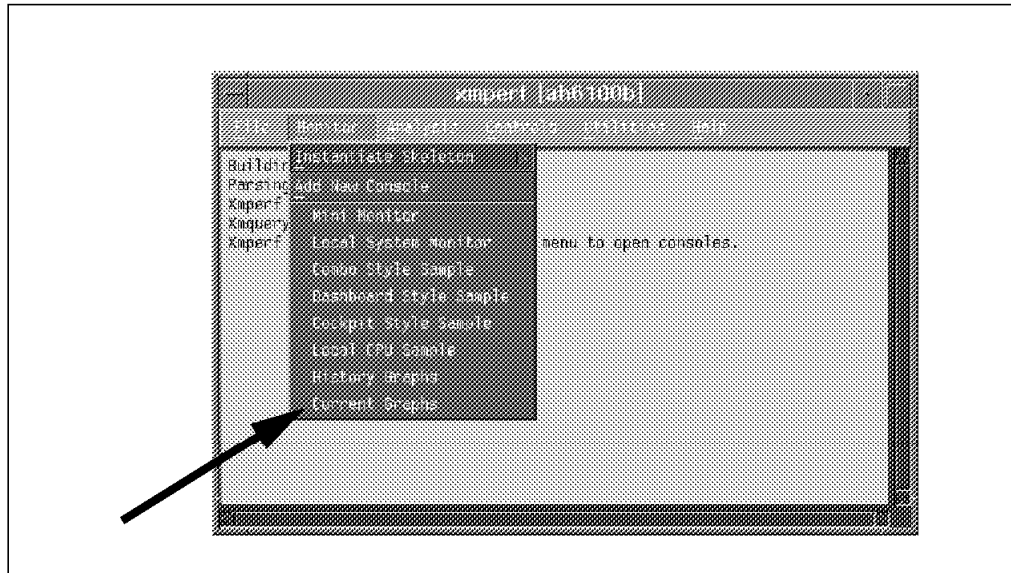 xmperf [ah6100b]
File Monitor Analysis Controls Utilities Help
Buildin
Parsing
Xmperf
Xmquery
Xmperf menu to open consoles.
Instantiate Skeleton
Add New Console
Mini Monitor
Local System Monitor
Combo Style Sample
Dashboard Style Sample
Cockpit Style Sample
Local CPU Sample
History Graphs
Current Graphs